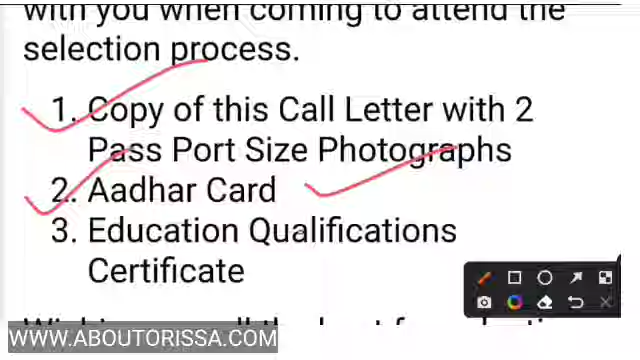 with you when coming to attend the
selection process.
1. Copy of this Call Letter with 2
Pass Port Size Photographs
2. Aadhar Card
3. Education Qualifications
Certificate
WWW.ABOUTORISSA.COM